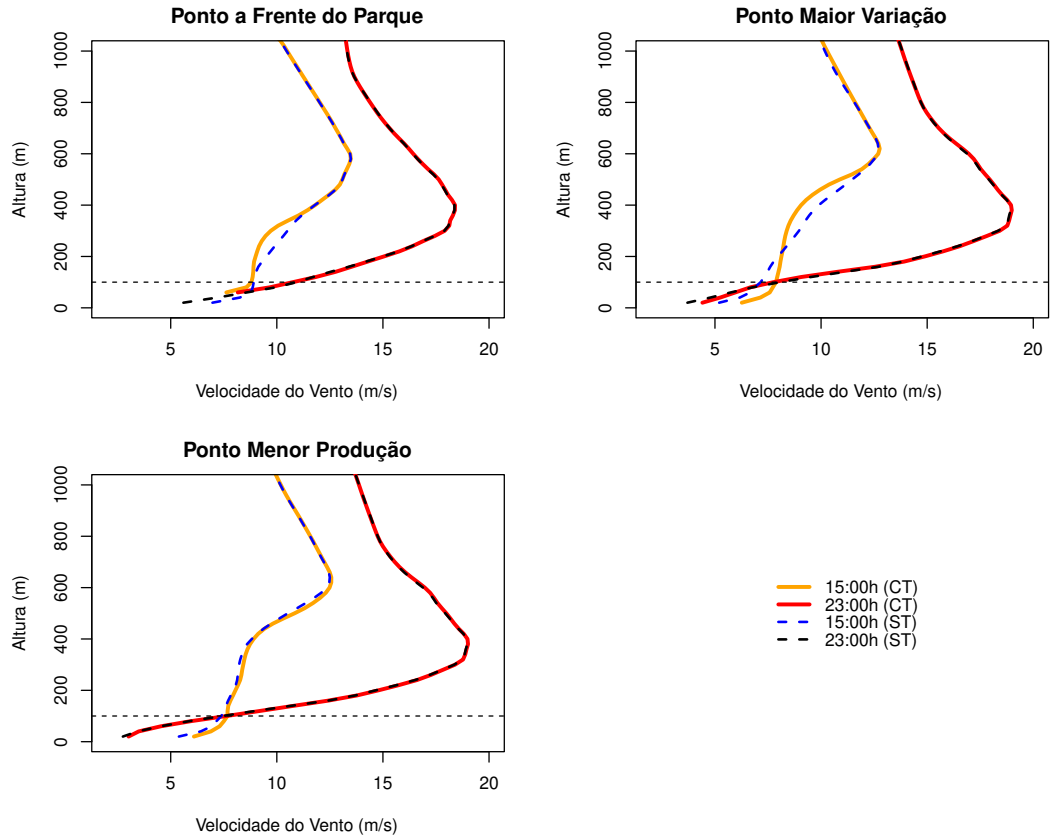 Ponto a Frente do Parque
Altura (m)
0 200 400 600 800 1000
5 10 15 20
Velocidade do Vento (m/s)
Ponto Maior Variação
Altura (m)
0 200 400 600 800 1000
5 10 15 20
Velocidade do Vento (m/s)
Ponto Menor Produção
Altura (m)
0 200 400 600 800 1000
5 10 15 20
Velocidade do Vento (m/s)
15:00h (CT)
23:00h (CT)
15:00h (ST)
23:00h (ST)